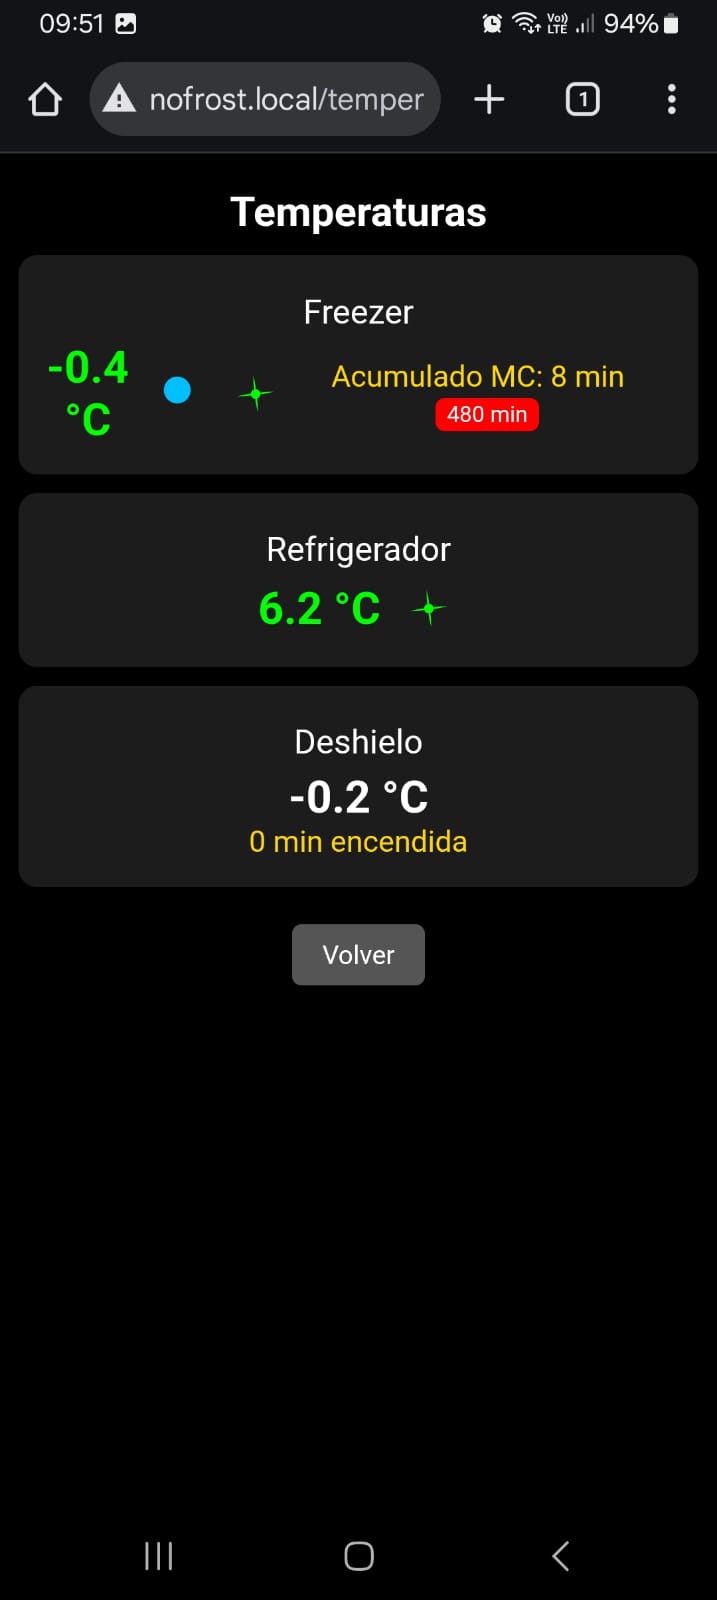 09:51
Vo)) LTE 94%
nofrost.local/temper
1
Temperaturas
Freezer
-0.4 °C
Acumulado MC: 8 min
480 min
Refrigerador
6.2 °C
Deshielo
-0.2 °C
0 min encendida
Volver